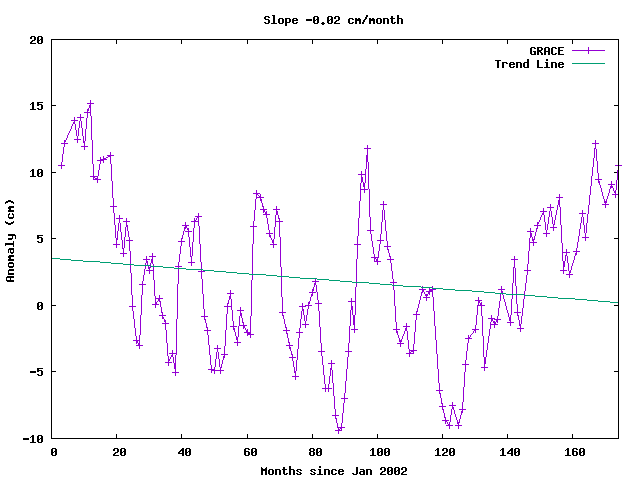 Slope -0.02 cm/month
GRACE
Trend Line
20
15
10
5
0
-5
-10
Anomaly (cm)
0 20 40 60 80 100 120 140 160
Months since Jan 2002